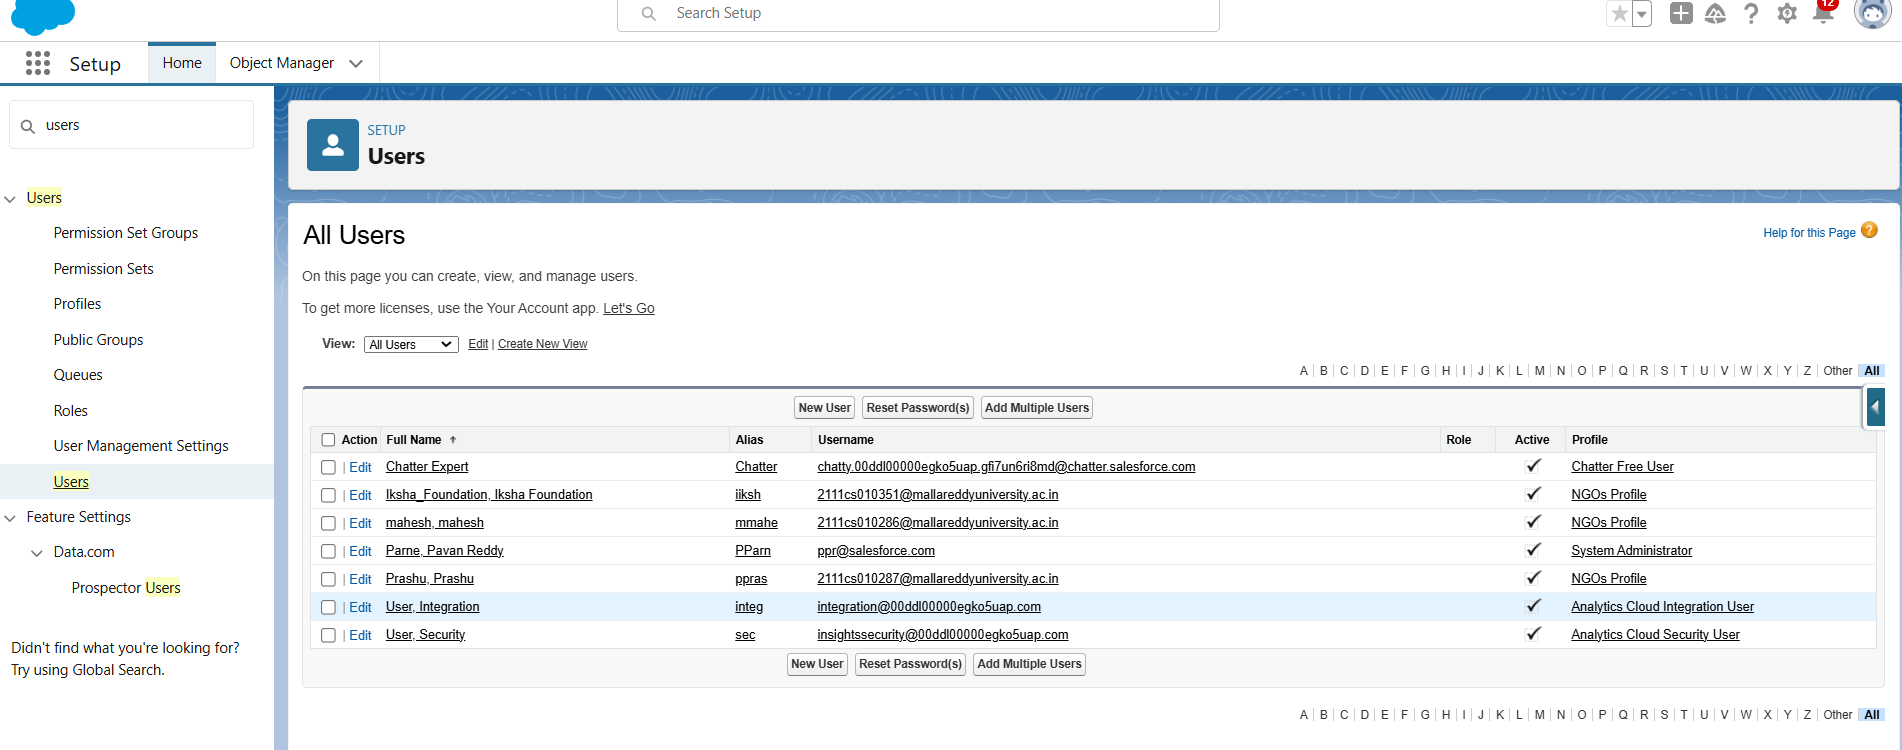 Search Setup
12
Setup Home Object Manager
users
SETUP
Users
Users
Permission Set Groups
Permission Sets
Profiles
Public Groups
Queues
Roles
User Management Settings
Users
Feature Settings
Data.com
Prospector Users
Didn't find what you're looking for?
Try using Global Search.
All Users
Help for this Page ?
On this page you can create, view, and manage users.
To get more licenses, use the Your Account app. Let's Go
View: All Users Edit | Create New View
A | B | C | D | E | F | G | H | I | J | K | L | M | N | O | P | Q | R | S | T | U | V | W | X | Y | Z | Other | All
New User Reset Password(s) Add Multiple Users
Action Full Name ↑ Alias Username Role Active Profile
| Edit Chatter Expert Chatter chatty.00ddl00000egko5uap.gfi7un6ri8md@chatter.salesforce.com Chatter Free User
| Edit Iksha_Foundation, Iksha Foundation iiksh 2111cs010351@mallareddyuniversity.ac.in NGOs Profile
| Edit mahesh, mahesh mmahe 2111cs010286@mallareddyuniversity.ac.in NGOs Profile
| Edit Parne, Pavan Reddy PParn ppr@salesforce.com System Administrator
| Edit Prashu, Prashu ppras 2111cs010287@mallareddyuniversity.ac.in NGOs Profile
| Edit User, Integration integ integration@00ddl00000egko5uap.com Analytics Cloud Integration User
| Edit User, Security sec insightssecurity@00ddl00000egko5uap.com Analytics Cloud Security User
New User Reset Password(s) Add Multiple Users
A | B | C | D | E | F | G | H | I | J | K | L | M | N | O | P | Q | R | S | T | U | V | W | X | Y | Z | Other | All